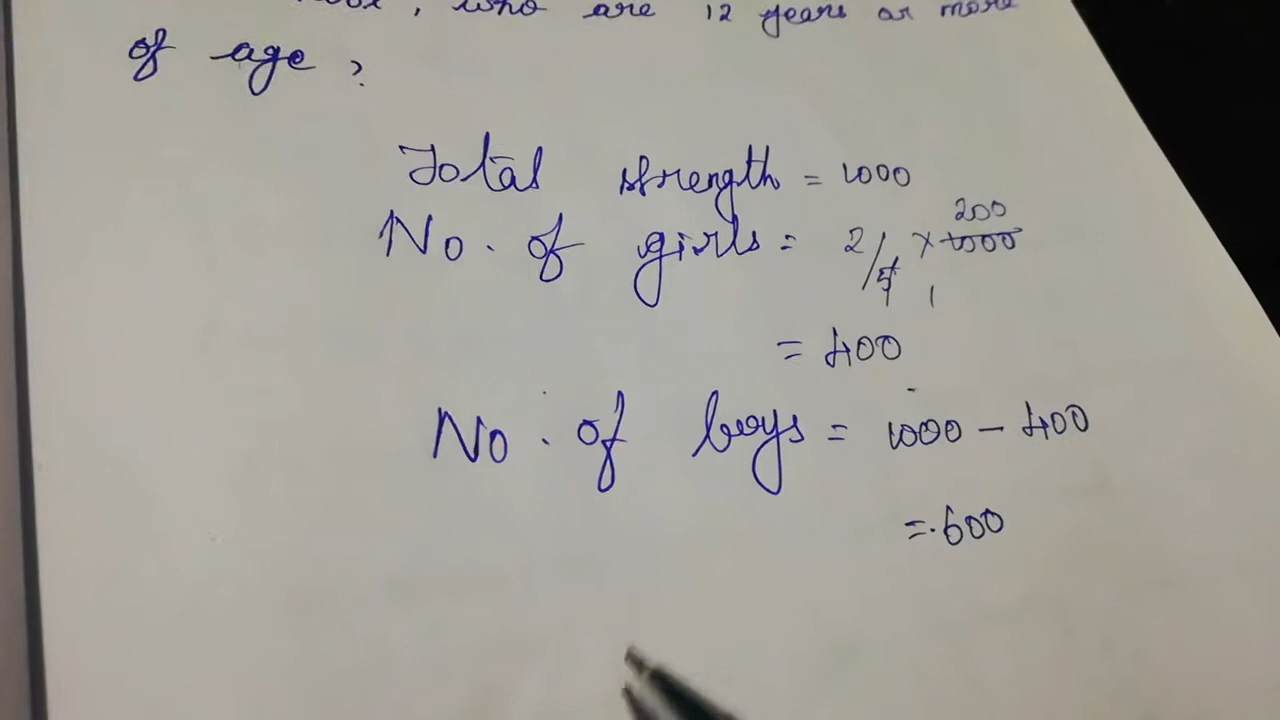 , who are 12 years or more
of age ?
Total strength = 1000
No. of girls = 2/5 × 1000 200
1
= 400
No. of boys = 1000 - 400
= 600